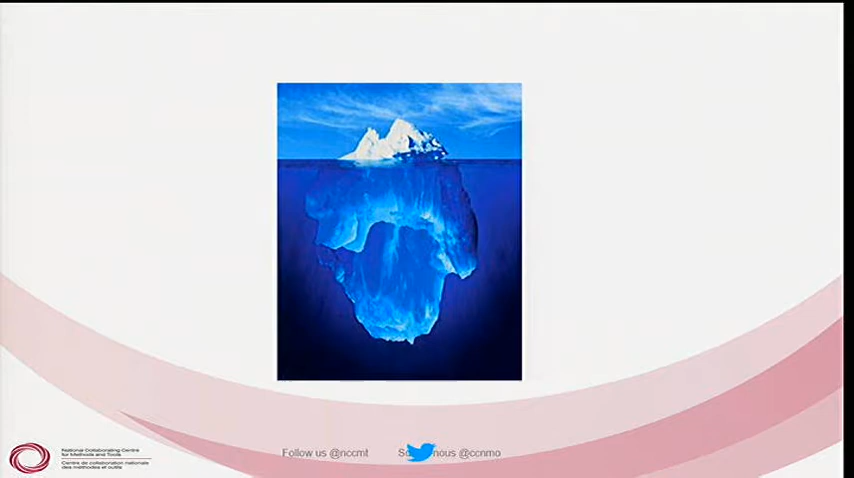 National Collaborating Centre
for Methods and Tools
Centre de collaboration nationale
des méthodes et outils
Follow us @nccmt
nous @ccnmo